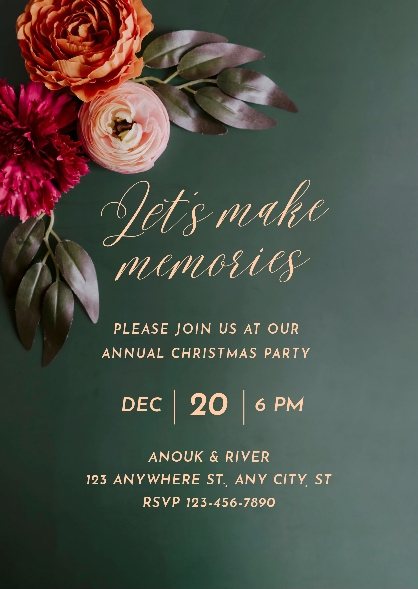 Let's make
memories
PLEASE JOIN US AT OUR
ANNUAL CHRISTMAS PARTY
DEC | 20 | 6 PM
ANOUK & RIVER
123 ANYWHERE ST., ANY CITY, ST
RSVP 123-456-7890